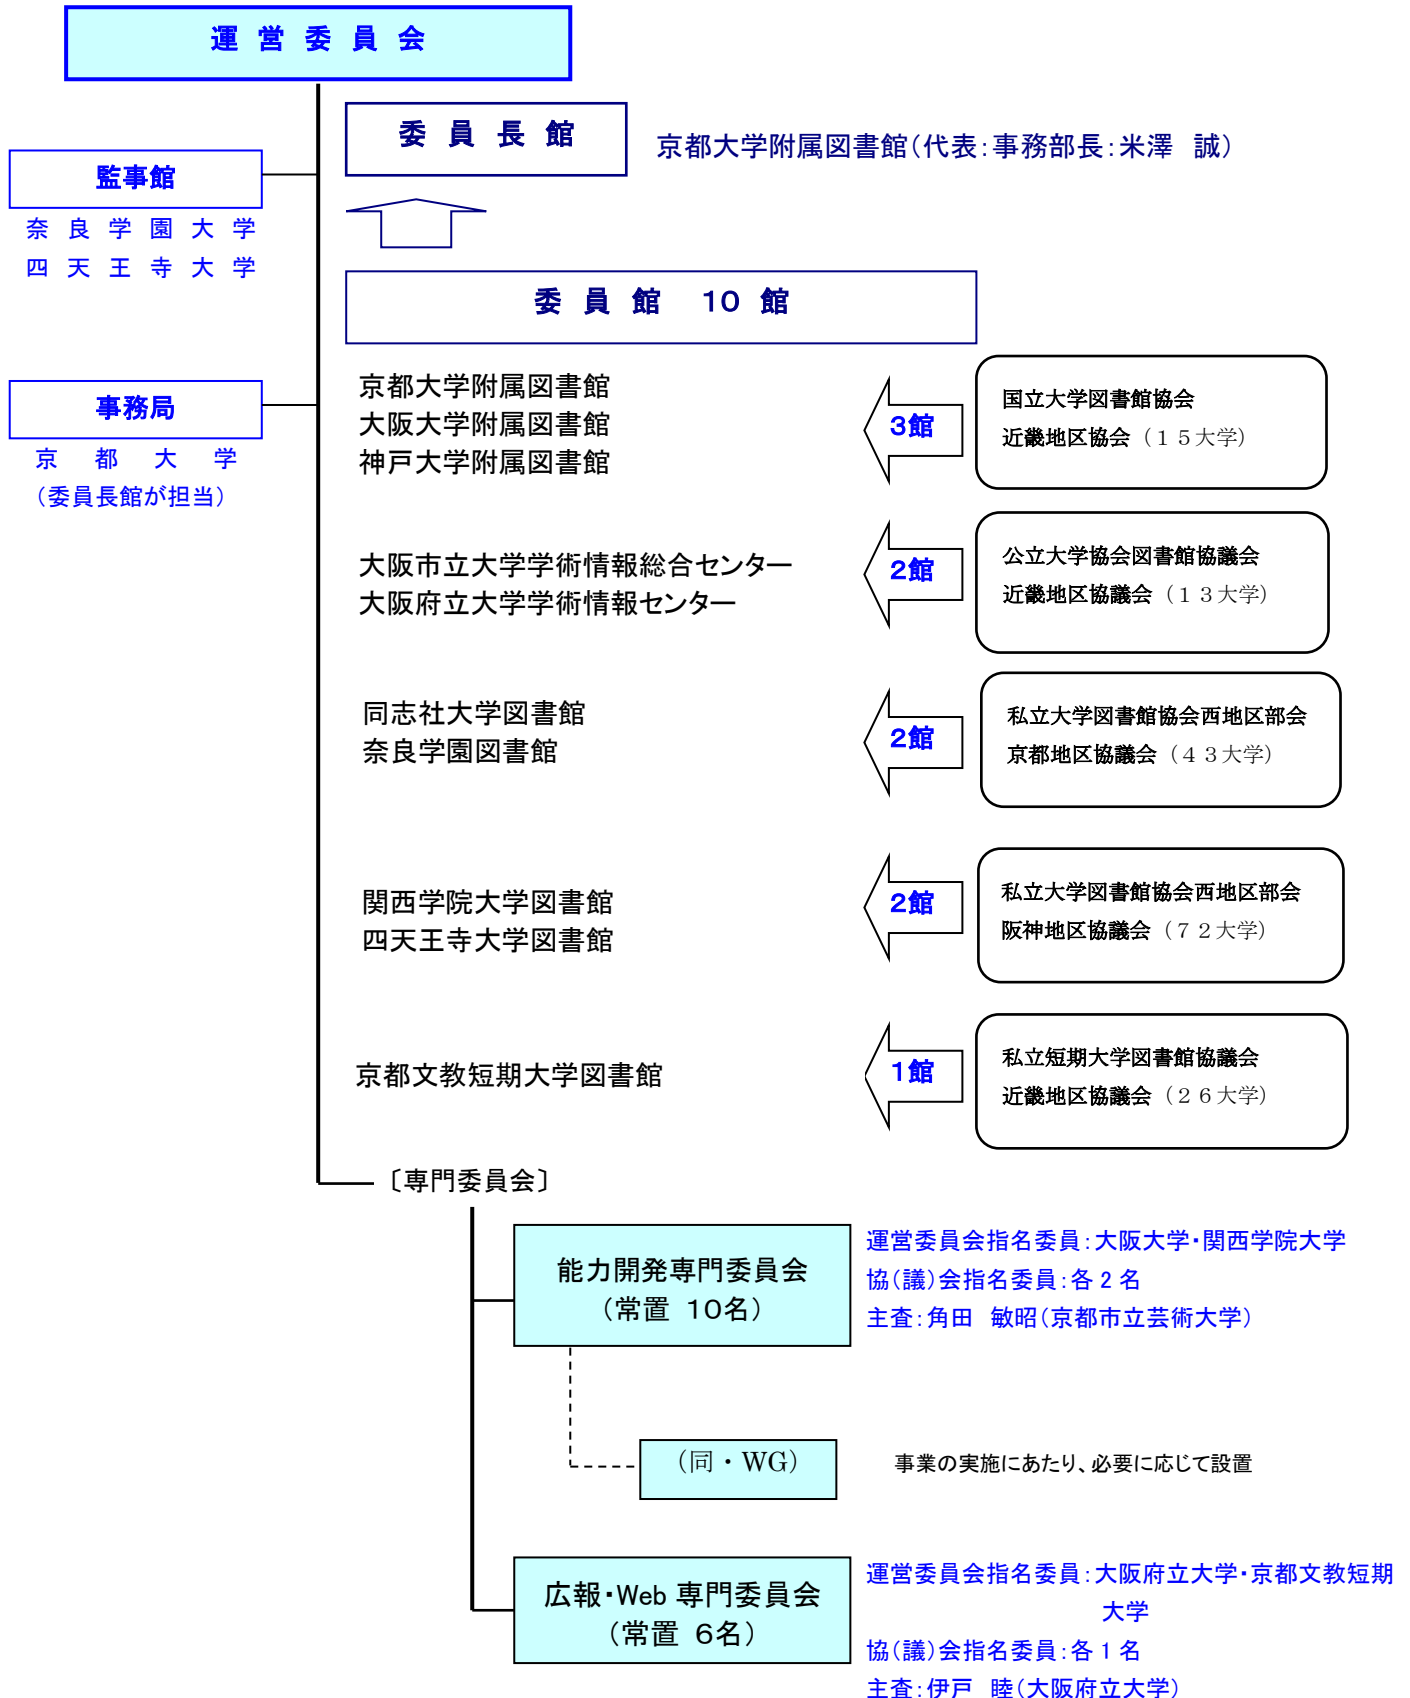 運 営 委 員 会
委 員 長 館
京都大学附属図書館（代表：事務部長：米澤　誠）
監事館
奈 良 学 園 大 学
四 天 王 寺 大 学
委 員 館　１０ 館
事務局
京 都 大 学
（委員長館が担当）
京都大学附属図書館
大阪大学附属図書館
神戸大学附属図書館
３館
国立大学図書館協会
近畿地区協会（１５大学）
大阪市立大学学術情報総合センター
大阪府立大学学術情報センター
２館
公立大学協会図書館協議会
近畿地区協議会（１３大学）
同志社大学図書館
奈良学園図書館
２館
私立大学図書館協会西地区部会
京都地区協議会（４３大学）
関西学院大学図書館
四天王寺大学図書館
２館
私立大学図書館協会西地区部会
阪神地区協議会（７２大学）
京都文教短期大学図書館
１館
私立短期大学図書館協議会
近畿地区協議会（２６大学）
〔専門委員会〕
能力開発専門委員会
（常置 １０名）
運営委員会指名委員：大阪大学・関西学院大学
協（議）会指名委員：各 2 名
主査：角田　敏昭（京都市立芸術大学）
（同・WG）
事業の実施にあたり、必要に応じて設置
広報・Web 専門委員会
（常置 ６名）
運営委員会指名委員：大阪府立大学・京都文教短期
大学
協（議）会指名委員：各 1 名
主査：伊戸　睦（大阪府立大学）